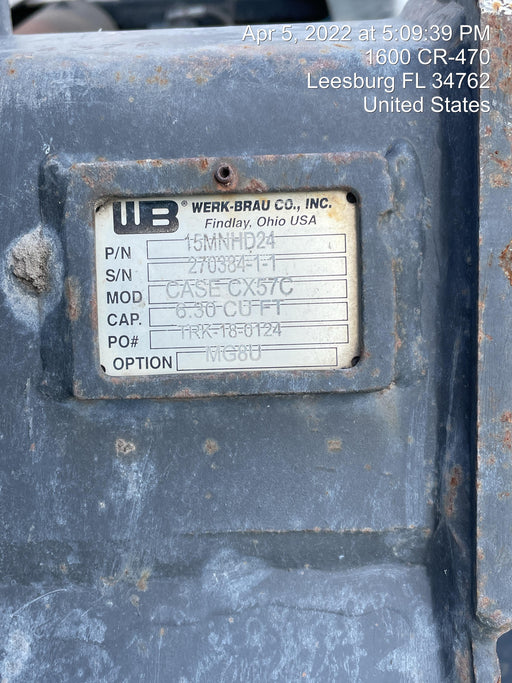 Apr 5, 2022 at 5:09:39 PM
1600 CR-470
Leesburg FL 34762
United States
WB ® WERK-BRAU CO., INC.
Findlay, Ohio USA
P/N 15MNHD24
S/N 270384-1-1
MOD CASE CX57C
CAP. 6.30 CU FT
PO# TRK-18-0124
OPTION MG8U